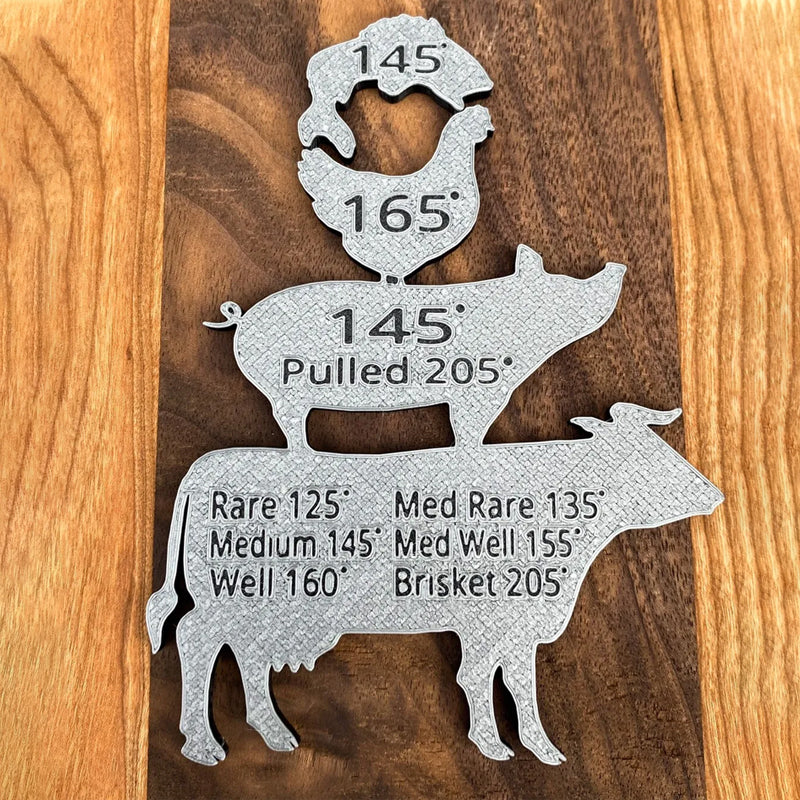 145°
165°
145°
Pulled 205°
Rare 125° Med Rare 135°
Medium 145° Med Well 155°
Well 160° Brisket 205°